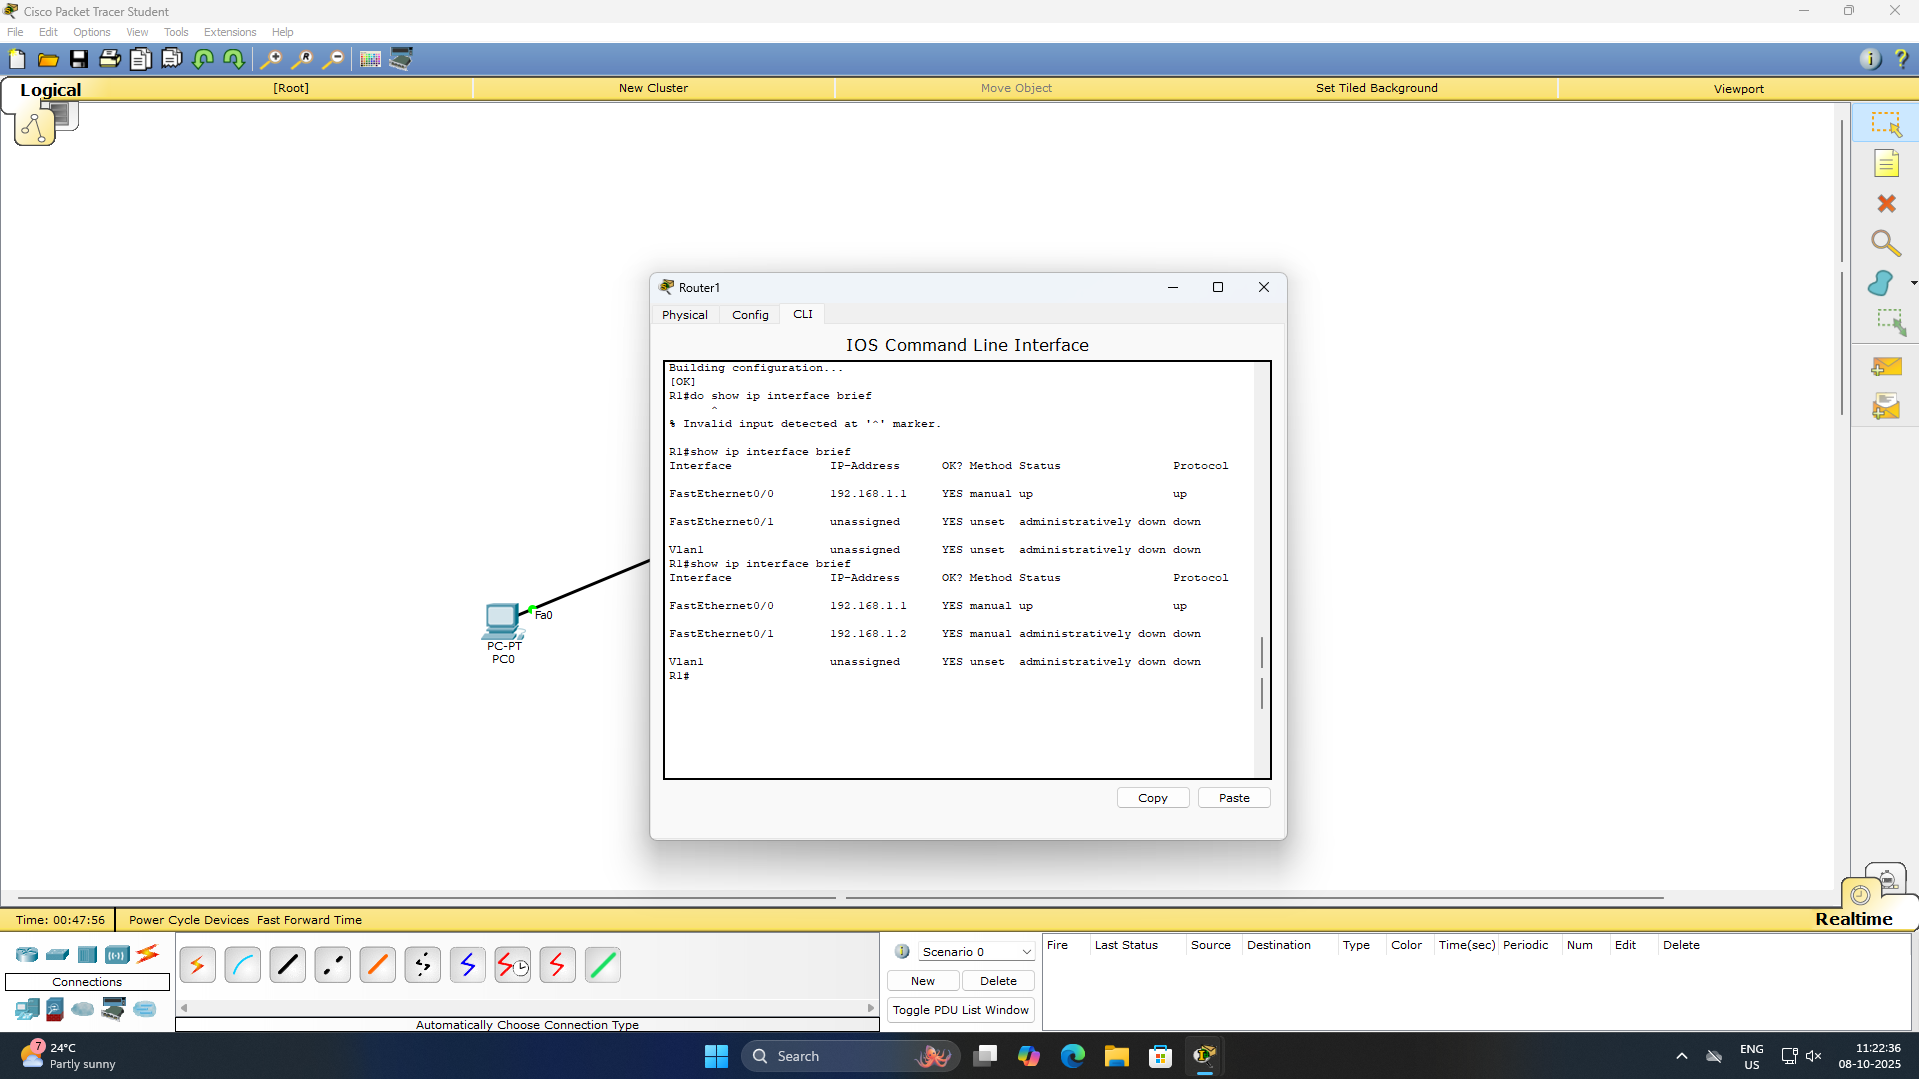 Cisco Packet Tracer Student
File Edit Options View Tools Extensions Help
Logical [Root] New Cluster Move Object Set Tiled Background Viewport
Router1
Physical Config CLI
IOS Command Line Interface
Building configuration...
[OK]
R1#do show ip interface brief
^
% Invalid input detected at '^' marker.
R1#show ip interface brief
Interface IP-Address OK? Method Status Protocol
FastEthernet0/0 192.168.1.1 YES manual up up
FastEthernet0/1 unassigned YES unset administratively down down
Vlan1 unassigned YES unset administratively down down
R1#show ip interface brief
Interface IP-Address OK? Method Status Protocol
FastEthernet0/0 192.168.1.1 YES manual up up
FastEthernet0/1 192.168.1.2 YES manual administratively down down
Vlan1 unassigned YES unset administratively down down
R1#
Copy Paste
Fa0
PC-PT
PC0
Time: 00:47:56 Power Cycle Devices Fast Forward Time Realtime
Connections
Automatically Choose Connection Type
Scenario 0
New Delete
Toggle PDU List Window
Fire Last Status Source Destination Type Color Time(sec) Periodic Num Edit Delete
7
24°C
Partly sunny
Search
ENG
US
11:22:36
08-10-2025